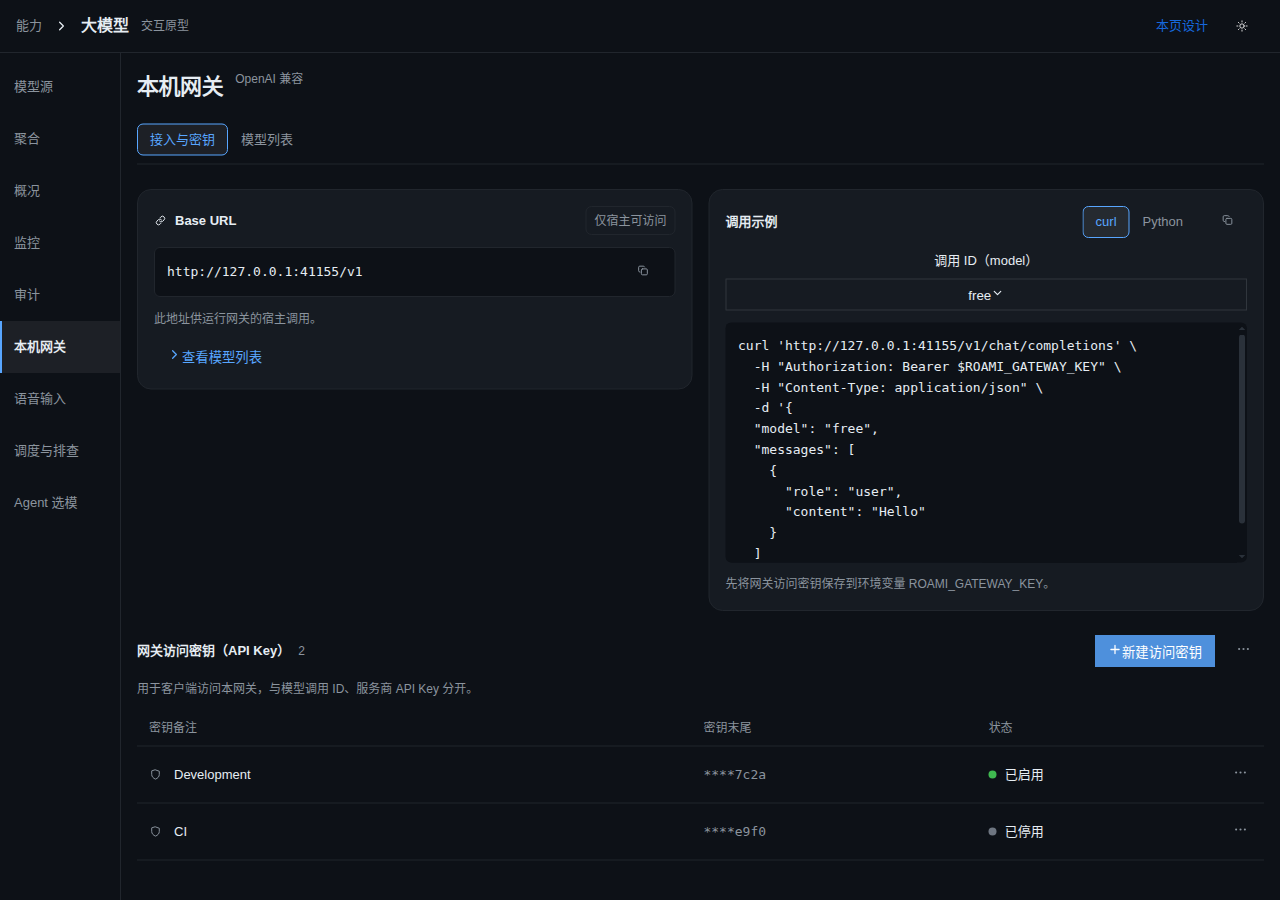 能力 大模型 交互原型 本页设计
模型源
聚合
概况
监控
审计
本机网关
语音输入
调度与排查
Agent 选模
本机网关 OpenAI 兼容
接入与密钥 模型列表
Base URL 仅宿主可访问
http://127.0.0.1:41155/v1
此地址供运行网关的宿主调用。
查看模型列表
调用示例 curl Python
调用 ID（model）
free
curl 'http://127.0.0.1:41155/v1/chat/completions' \
-H "Authorization: Bearer $ROAMI_GATEWAY_KEY" \
-H "Content-Type: application/json" \
-d '{
"model": "free",
"messages": [
{
"role": "user",
"content": "Hello"
}
]
先将网关访问密钥保存到环境变量 ROAMI_GATEWAY_KEY。
网关访问密钥（API Key） 2 新建访问密钥
用于客户端访问本网关，与模型调用 ID、服务商 API Key 分开。
密钥备注 密钥末尾 状态
Development ****7c2a 已启用
CI ****e9f0 已停用